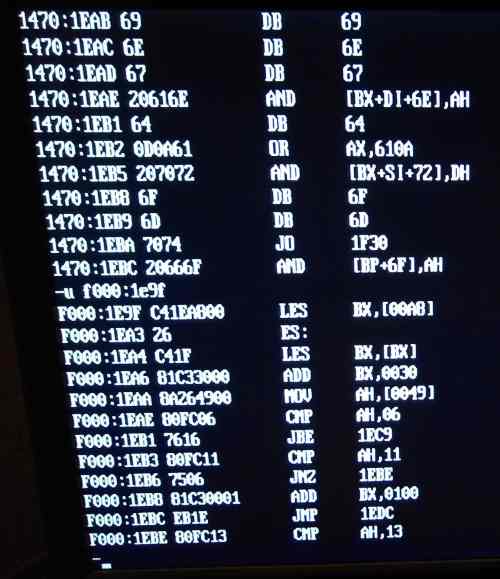 1470:1EAB 69 DB 69
1470:1EAC 6E DB 6E
1470:1EAD 67 DB 67
1470:1EAE 20616E AND [BX+DI+6E],AH
1470:1EB1 64 DB 64
1470:1EB2 0D0A61 OR AX,610A
1470:1EB5 207072 AND [BX+SI+72],DH
1470:1EB8 6F DB 6F
1470:1EB9 6D DB 6D
1470:1EBA 7074 JO 1F30
1470:1EBC 20666F AND [BP+6F],AH
-u f000:1e9f
F000:1E9F C41EA800 LES BX,[00A8]
F000:1EA3 26 ES:
F000:1EA4 C41F LES BX,[BX]
F000:1EA6 81C33000 ADD BX,0030
F000:1EAA 8A264900 MOV AH,[0049]
F000:1EAE 80FC06 CMP AH,06
F000:1EB1 7616 JBE 1EC9
F000:1EB3 80FC11 CMP AH,11
F000:1EB6 7506 JNZ 1EBE
F000:1EB8 81C30001 ADD BX,0100
F000:1EBC EB1E JMP 1EDC
F000:1EBE 80FC13 CMP AH,13
-